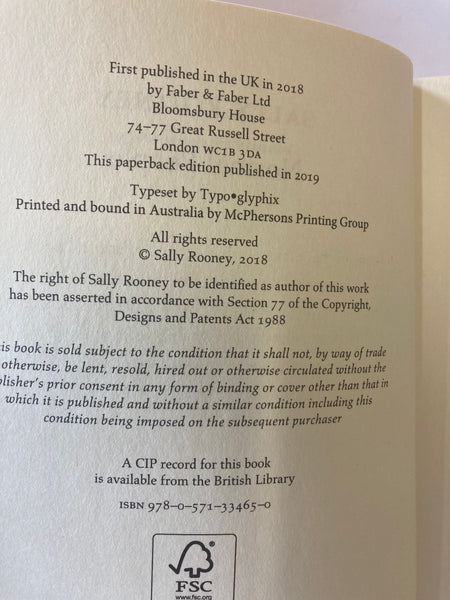 First published in the UK in 2018
by Faber & Faber Ltd
Bloomsbury House
74–77 Great Russell Street
London WC1B 3DA
This paperback edition published in 2019
Typeset by Typo•glyphix
Printed and bound in Australia by McPhersons Printing Group
All rights reserved
© Sally Rooney, 2018
The right of Sally Rooney to be identified as author of this work
has been asserted in accordance with Section 77 of the Copyright,
Designs and Patents Act 1988
is book is sold subject to the condition that it shall not, by way of trade
otherwise, be lent, resold, hired out or otherwise circulated without the
blisher's prior consent in any form of binding or cover other than that in
which it is published and without a similar condition including this
condition being imposed on the subsequent purchaser
A CIP record for this book
is available from the British Library
ISBN 978–0–571–33465–0
FSC
www.fsc.org